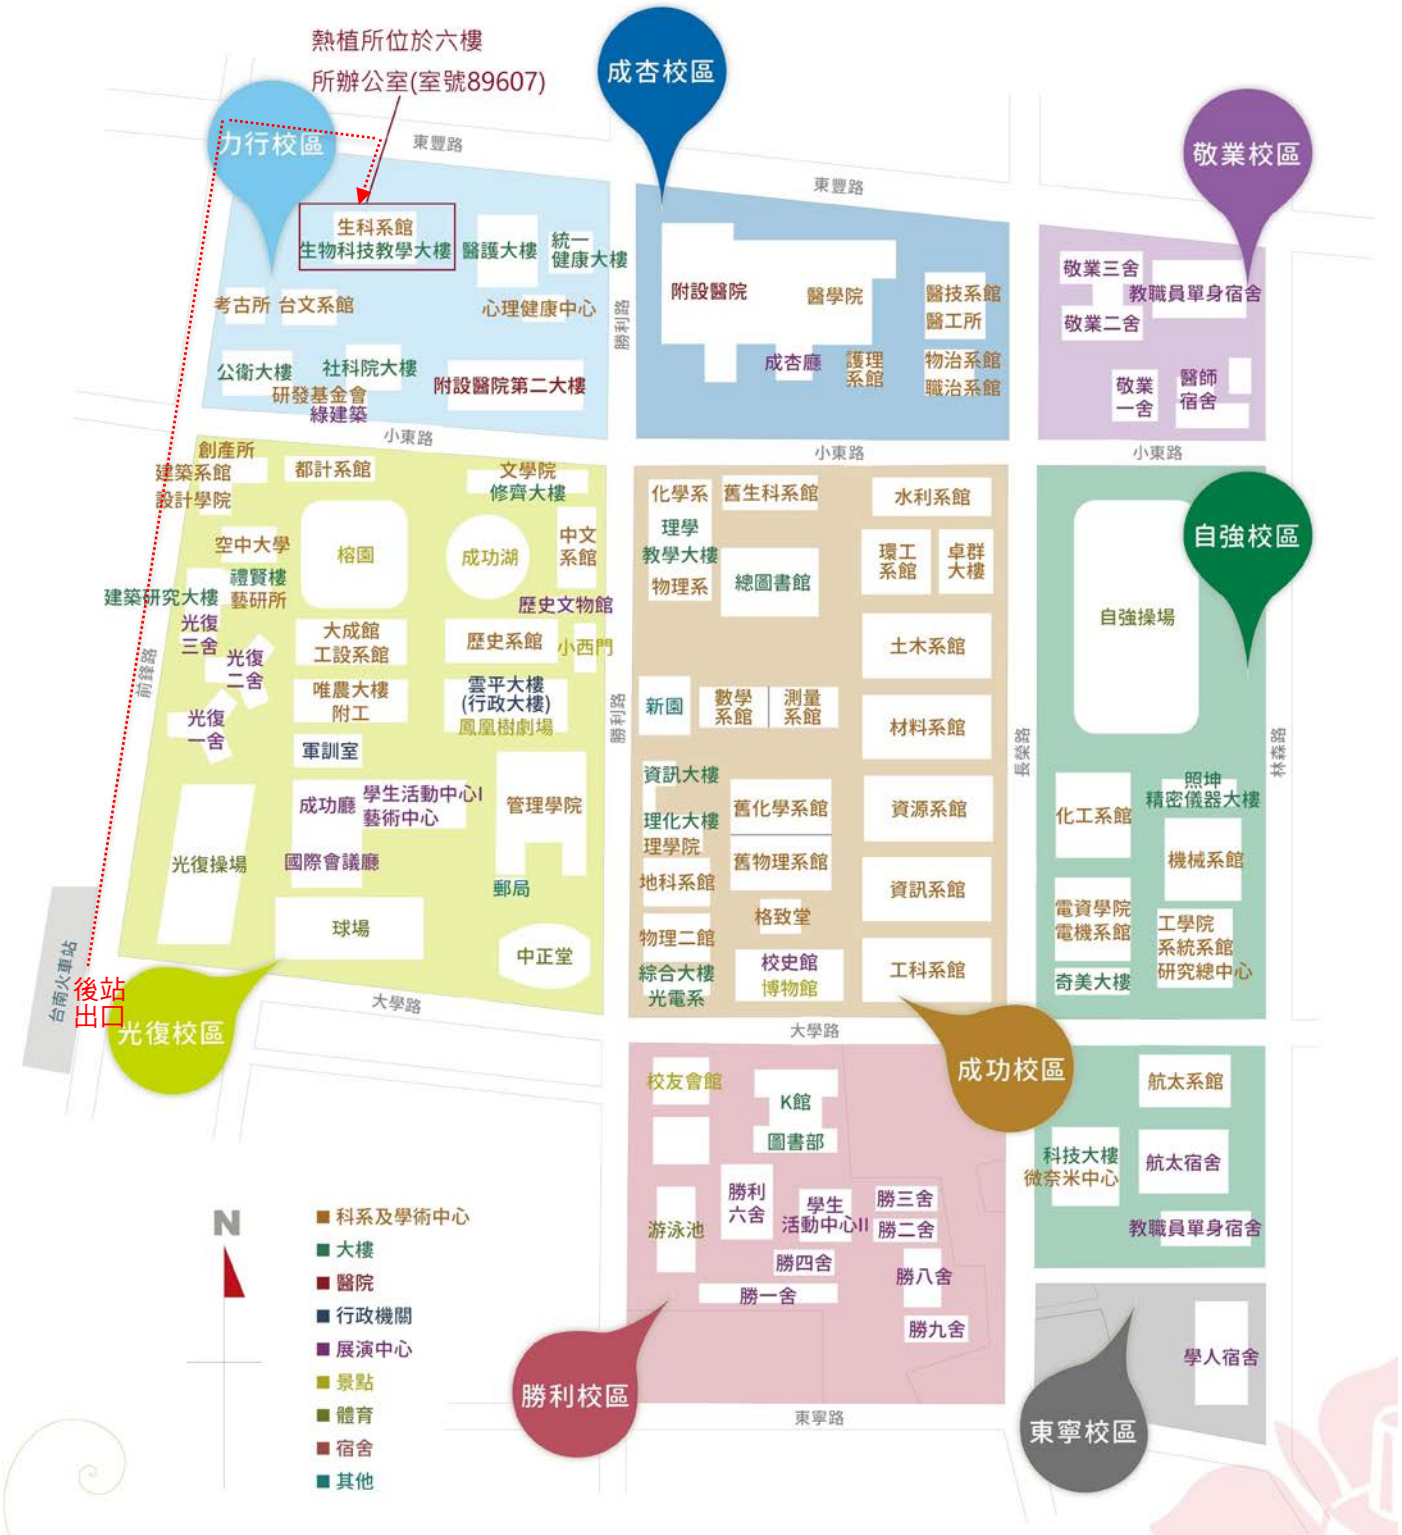 熱植所位於六樓
所辦公室(室號89607)
成杏校區
力行校區
敬業校區
東豐路
東豐路
生科系館
生物科技教學大樓
醫護大樓
統一
健康大樓
考古所
台文系館
心理健康中心
公衛大樓
社科院大樓
研發基金會
綠建築
附設醫院第二大樓
勝利路
附設醫院
醫學院
醫技系館
醫工所
成杏廳
護理
系館
物治系館
職治系館
敬業三舍
教職員單身宿舍
敬業二舍
敬業
一舍
醫師
宿舍
小東路
小東路
小東路
創產所
建築系館
設計學院
都計系館
文學院
修齊大樓
空中大學
榕園
成功湖
中文
系館
禮賢樓
藝研所
建築研究大樓
歷史文物館
光復
三舍
大成館
工設系館
歷史系館
小西門
光復
二舍
前鋒路
唯農大樓
附工
雲平大樓
(行政大樓)
鳳凰樹劇場
光復
一舍
軍訓室
成功廳
學生活動中心I
藝術中心
管理學院
光復操場
國際會議廳
郵局
球場
中正堂
台南火車站
後站
出口
光復校區
大學路
勝利路
化學系
舊生科系館
水利系館
理學
教學大樓
物理系
總圖書館
環工
系館
卓群
大樓
土木系館
新園
數學
系館
測量
系館
材料系館
資訊大樓
理化大樓
理學院
舊化學系館
資源系館
舊物理系館
地科系館
資訊系館
格致堂
物理二館
綜合大樓
光電系
校史館
博物館
工科系館
大學路
成功校區
長榮路
自強校區
自強操場
林森路
照坤
精密儀器大樓
化工系館
機械系館
電資學院
電機系館
工學院
系統系館
研究總中心
奇美大樓
校友會館
K館
圖書部
游泳池
勝利
六舍
學生
活動中心II
勝三舍
勝二舍
勝四舍
勝一舍
勝八舍
勝九舍
勝利校區
東寧路
航太系館
科技大樓
微奈米中心
航太宿舍
教職員單身宿舍
學人宿舍
東寧校區
N
科系及學術中心
大樓
醫院
行政機關
展演中心
景點
體育
宿舍
其他